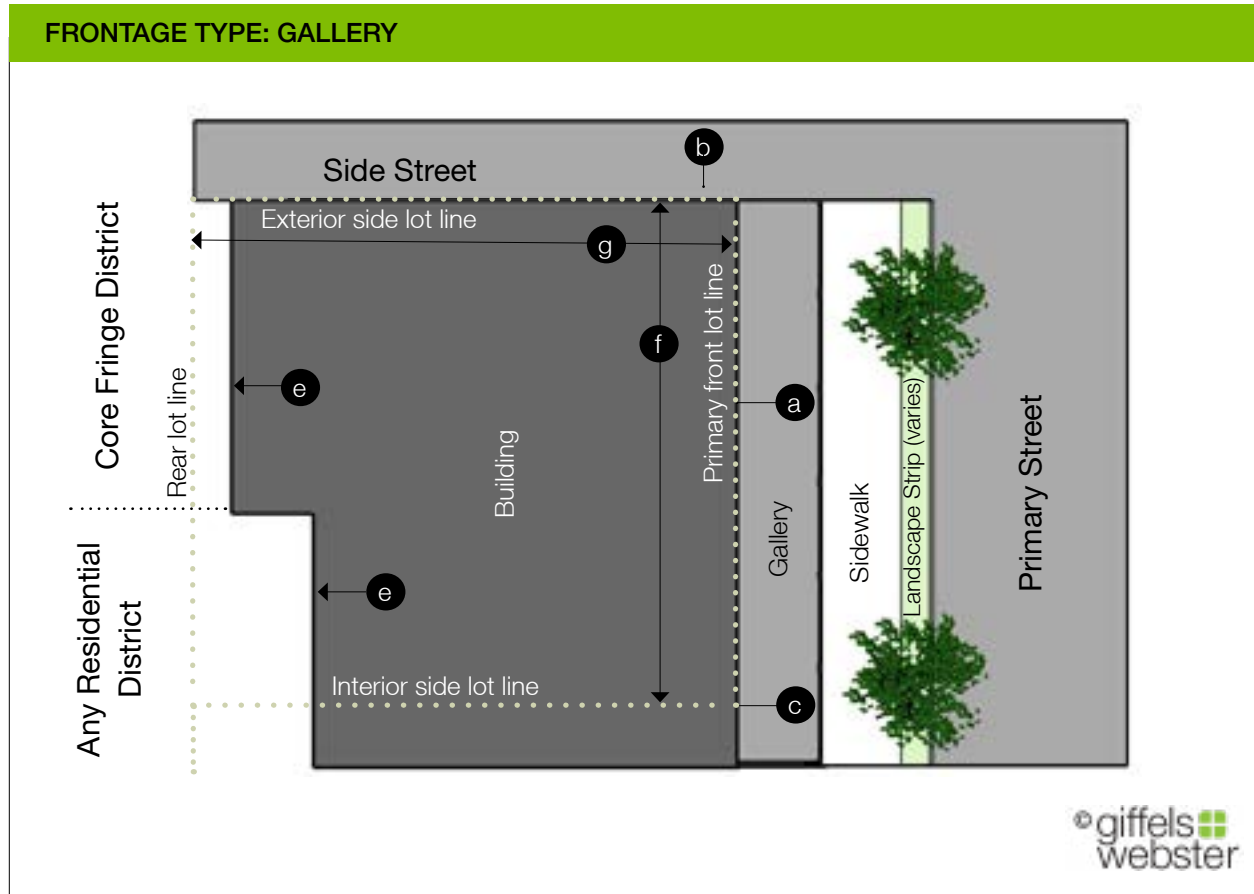 FRONTAGE TYPE: GALLERY
Side Street
b
Exterior side lot line
g
Core Fringe District
Rear lot line
e
f
Primary front lot line
a
Building
Gallery
Sidewalk
Landscape Strip (varies)
Primary Street
e
Any Residential
District
Interior side lot line
c
© giffels
webster